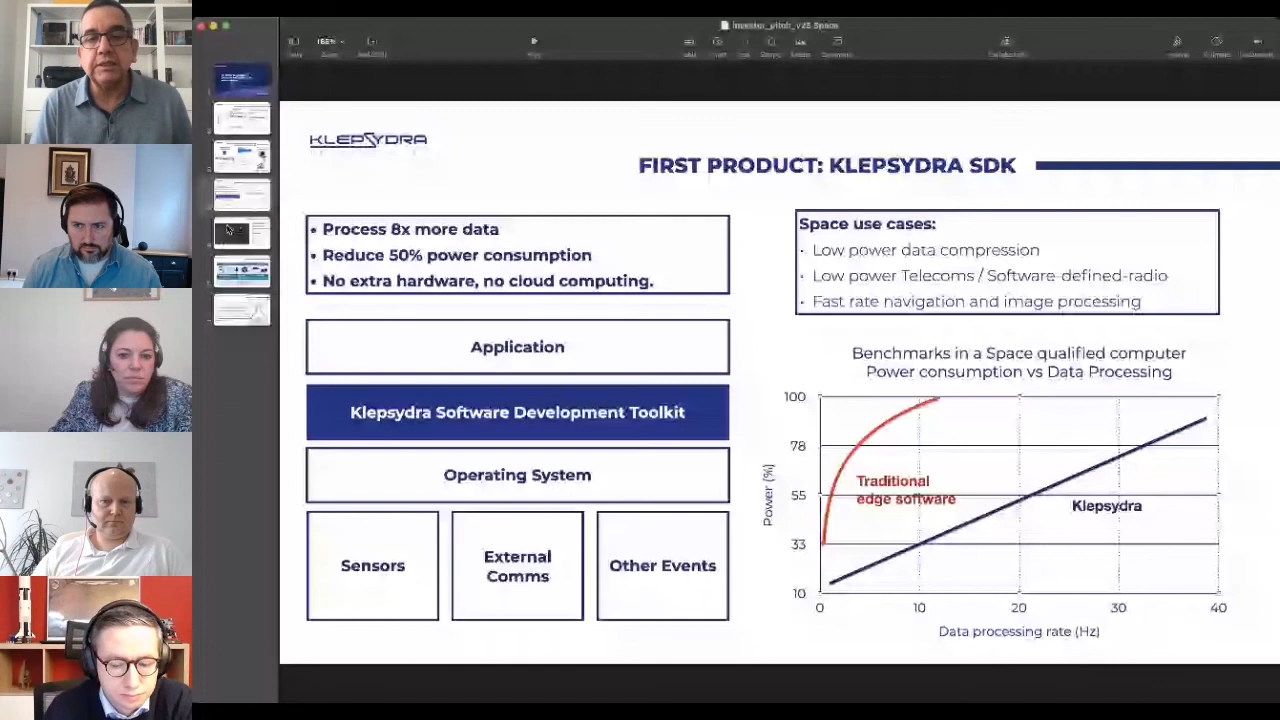 investor_pitch_v25 Space
KLEPSYDRA
FIRST PRODUCT: KLEPSYDRA SDK
• Process 8x more data
• Reduce 50% power consumption
• No extra hardware, no cloud computing.
Space use cases:
· Low power data compression
· Low power Telecoms / Software-defined-radio
· Fast rate navigation and image processing
Application
Klepsydra Software Development Toolkit
Operating System
Sensors
External
Comms
Other Events
Benchmarks in a Space qualified computer
Power consumption vs Data Processing
100
78
55
33
10
Power (%)
Traditional
edge software
Klepsydra
0 10 20 30 40
Data processing rate (Hz)